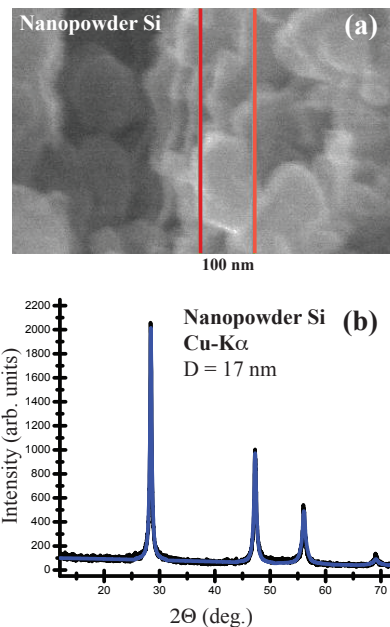 Nanopowder Si (a)
100 nm
Nanopowder Si (b)
Cu-Kα
D = 17 nm
Intensity (arb. units)
2200
2000
1800
1600
1400
1200
1000
800
600
400
200
0
20 30 40 50 60 70
2Θ (deg.)